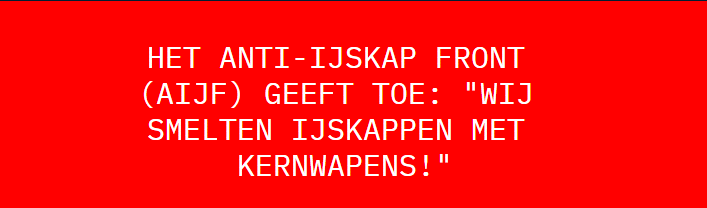 HET ANTI-IJSKAP FRONT
(AIJF) GEEFT TOE: "WIJ
SMELTEN IJSKAPPEN MET
KERNWAPENS!"